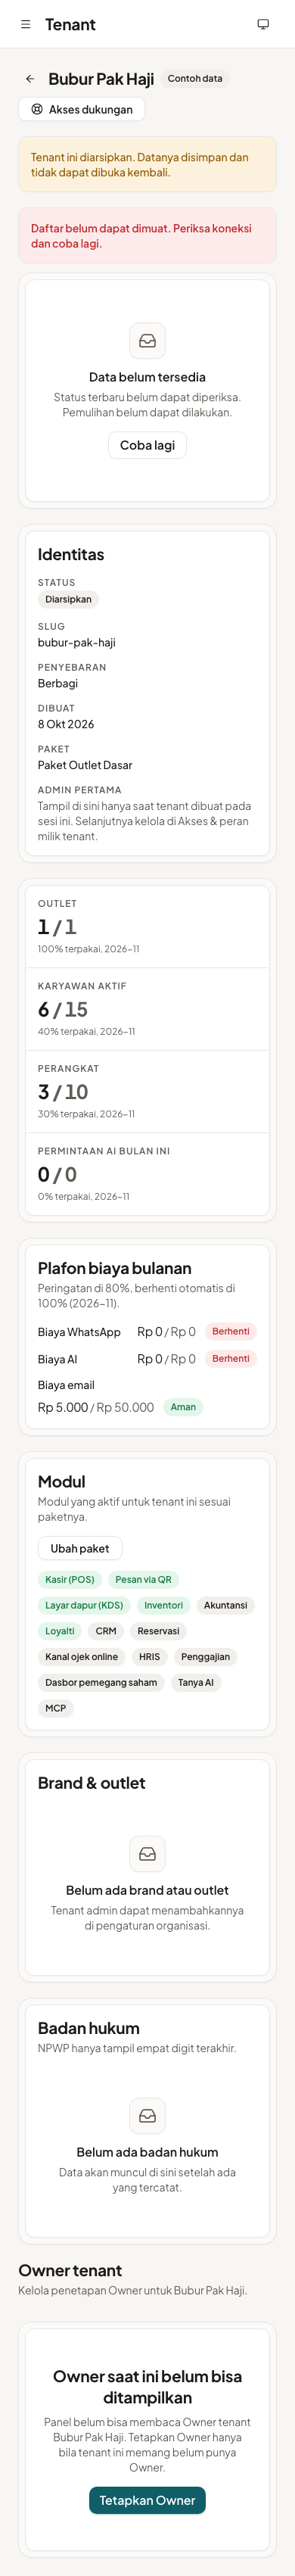 Tenant
Bubur Pak Haji
Contoh data
Akses dukungan
Tenant ini diarsipkan. Datanya disimpan dan
tidak dapat dibuka kembali.
Daftar belum dapat dimuat. Periksa koneksi
dan coba lagi.
Data belum tersedia
Status terbaru belum dapat diperiksa.
Pemulihan belum dapat dilakukan.
Coba lagi
Identitas
STATUS
Diarsipkan
SLUG
bubur-pak-haji
PENYEBARAN
Berbagi
DIBUAT
8 Okt 2026
PAKET
Paket Outlet Dasar
ADMIN PERTAMA
Tampil di sini hanya saat tenant dibuat pada
sesi ini. Selanjutnya kelola di Akses & peran
milik tenant.
OUTLET
1 / 1
100% terpakai, 2026-11
KARYAWAN AKTIF
6 / 15
40% terpakai, 2026-11
PERANGKAT
3 / 10
30% terpakai, 2026-11
PERMINTAAN AI BULAN INI
0 / 0
0% terpakai, 2026-11
Plafon biaya bulanan
Peringatan di 80%, berhenti otomatis di
100% (2026-11).
Biaya WhatsApp Rp 0 / Rp 0 Berhenti
Biaya AI Rp 0 / Rp 0 Berhenti
Biaya email
Rp 5.000 / Rp 50.000 Aman
Modul
Modul yang aktif untuk tenant ini sesuai
paketnya.
Ubah paket
Kasir (POS) Pesan via QR
Layar dapur (KDS) Inventori Akuntansi
Loyalti CRM Reservasi
Kanal ojek online HRIS Penggajian
Dasbor pemegang saham Tanya AI
MCP
Brand & outlet
Belum ada brand atau outlet
Tenant admin dapat menambahkannya
di pengaturan organisasi.
Badan hukum
NPWP hanya tampil empat digit terakhir.
Belum ada badan hukum
Data akan muncul di sini setelah ada
yang tercatat.
Owner tenant
Kelola penetapan Owner untuk Bubur Pak Haji.
Owner saat ini belum bisa
ditampilkan
Panel belum bisa membaca Owner tenant
Bubur Pak Haji. Tetapkan Owner hanya
bila tenant ini memang belum punya
Owner.
Tetapkan Owner